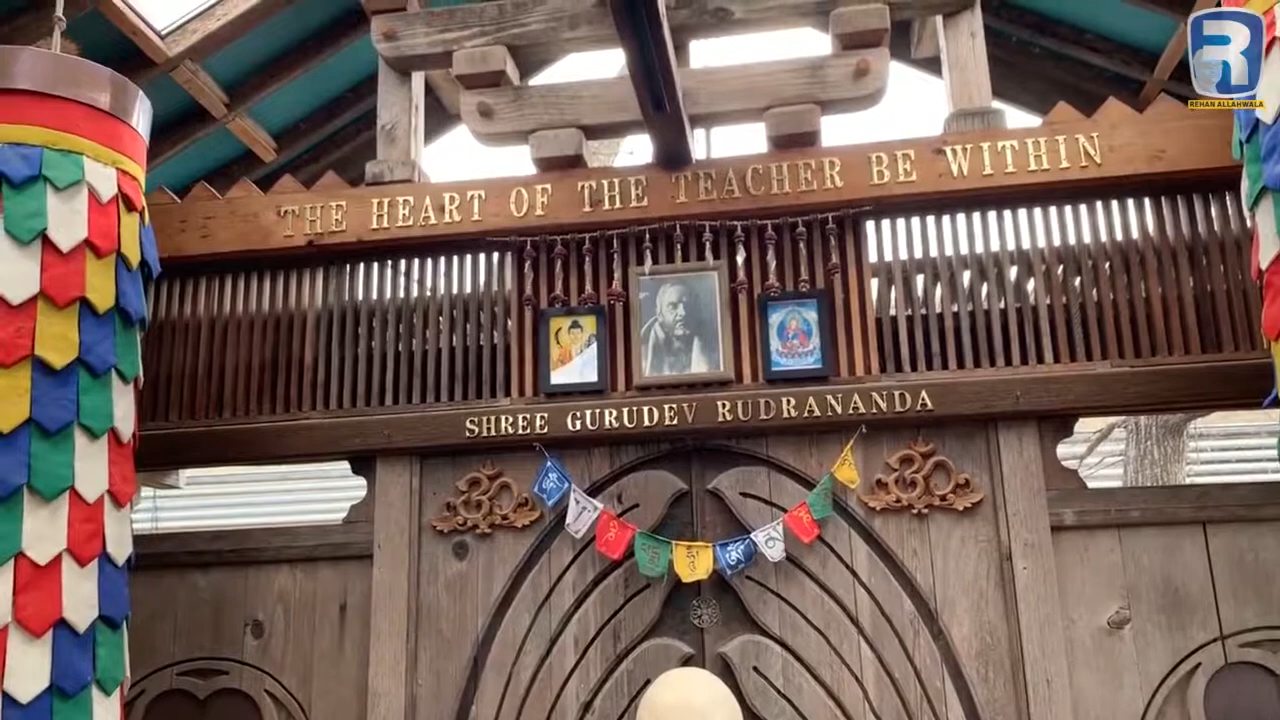 R
REHAN ALLAHWALA
THE HEART OF THE TEACHER BE WITHIN
SHREE GURUDEV RUDRANANDA
ॐ ॐ